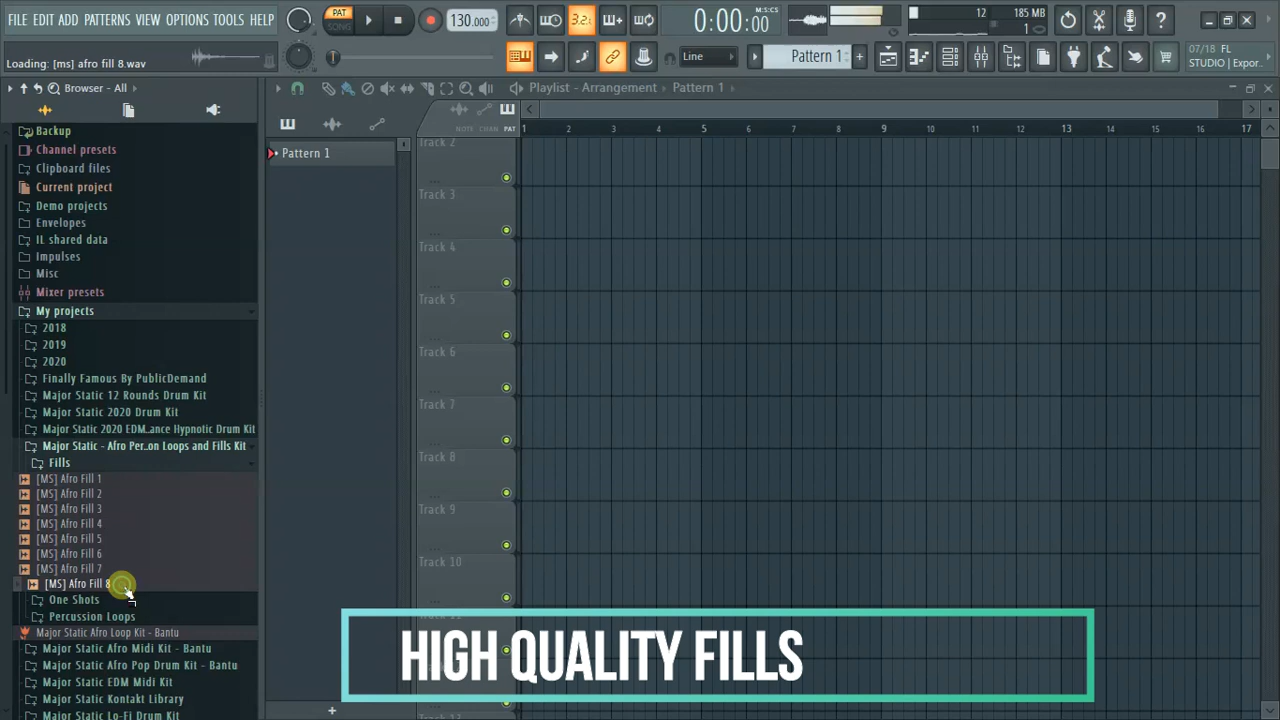 FILE EDIT ADD PATTERNS VIEW OPTIONS TOOLS HELP
PAT
SONG
130.000
3.2
0:00:00
M:S:CS
12
185 MB
1
Loading: [ms] afro fill 8.wav
Line
Pattern 1
07/18 FL
STUDIO | Expor..
Browser - All
Playlist - Arrangement
Pattern 1
NOTE CHAN PAT
1 2 3 4 5 6 7 8 9 10 11 12 13 14 15 16 17
Backup
Channel presets
Clipboard files
Current project
Demo projects
Envelopes
IL shared data
Impulses
Misc
Mixer presets
My projects
2018
2019
2020
Finally Famous By PublicDemand
Major Static 12 Rounds Drum Kit
Major Static 2020 Drum Kit
Major Static 2020 EDM..ance Hypnotic Drum Kit
Major Static - Afro Per..on Loops and Fills Kit
Fills
[MS] Afro Fill 1
[MS] Afro Fill 2
[MS] Afro Fill 3
[MS] Afro Fill 4
[MS] Afro Fill 5
[MS] Afro Fill 6
[MS] Afro Fill 7
[MS] Afro Fill 8
One Shots
Percussion Loops
Major Static Afro Loop Kit - Bantu
Major Static Afro Midi Kit - Bantu
Major Static Afro Pop Drum Kit - Bantu
Major Static EDM Midi Kit
Major Static Kontakt Library
Major Static Lo-Fi Drum Kit
Pattern 1
Track 2
Track 3
Track 4
Track 5
Track 6
Track 7
Track 8
Track 9
Track 10
HIGH QUALITY FILLS